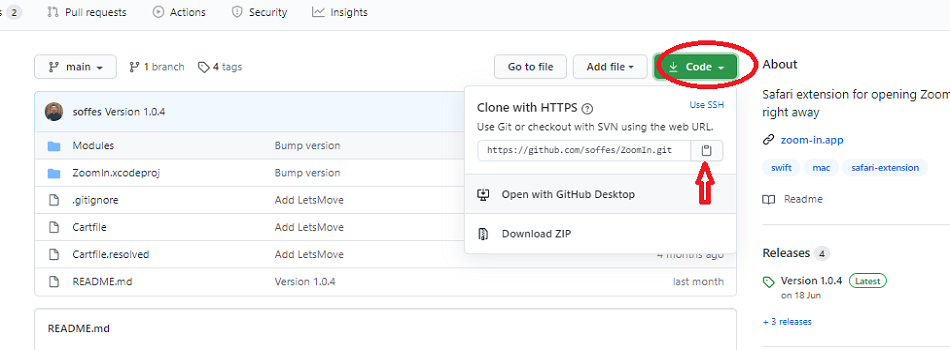 s 2 Pull requests Actions Security Insights
main 1 branch 4 tags Go to file Add file Code
soffes Version 1.0.4
Modules Bump version
ZoomIn.xcodeproj Bump version
.gitignore Add LetsMove
Cartfile Add LetsMove
Cartfile.resolved Add LetsMove 4 months ago
README.md Version 1.0.4 last month
README.md
Clone with HTTPS Use SSH
Use Git or checkout with SVN using the web URL.
https://github.com/soffes/ZoomIn.git
Open with GitHub Desktop
Download ZIP
About
Safari extension for opening Zoom
right away
zoom-in.app
swift mac safari-extension
Readme
Releases 4
Version 1.0.4 Latest
on 18 Jun
+ 3 releases